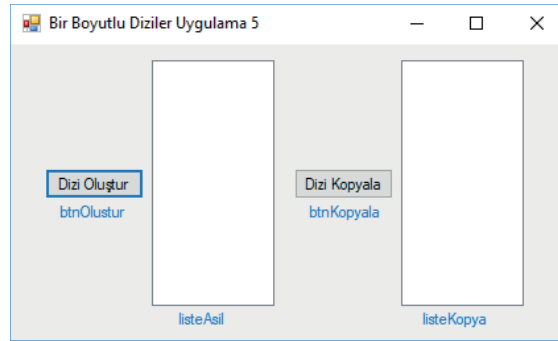 Bir Boyutlu Diziler Uygulama 5
Dizi Oluştur
btnOlustur
Dizi Kopyala
btnKopyala
listeAsil
listeKopya